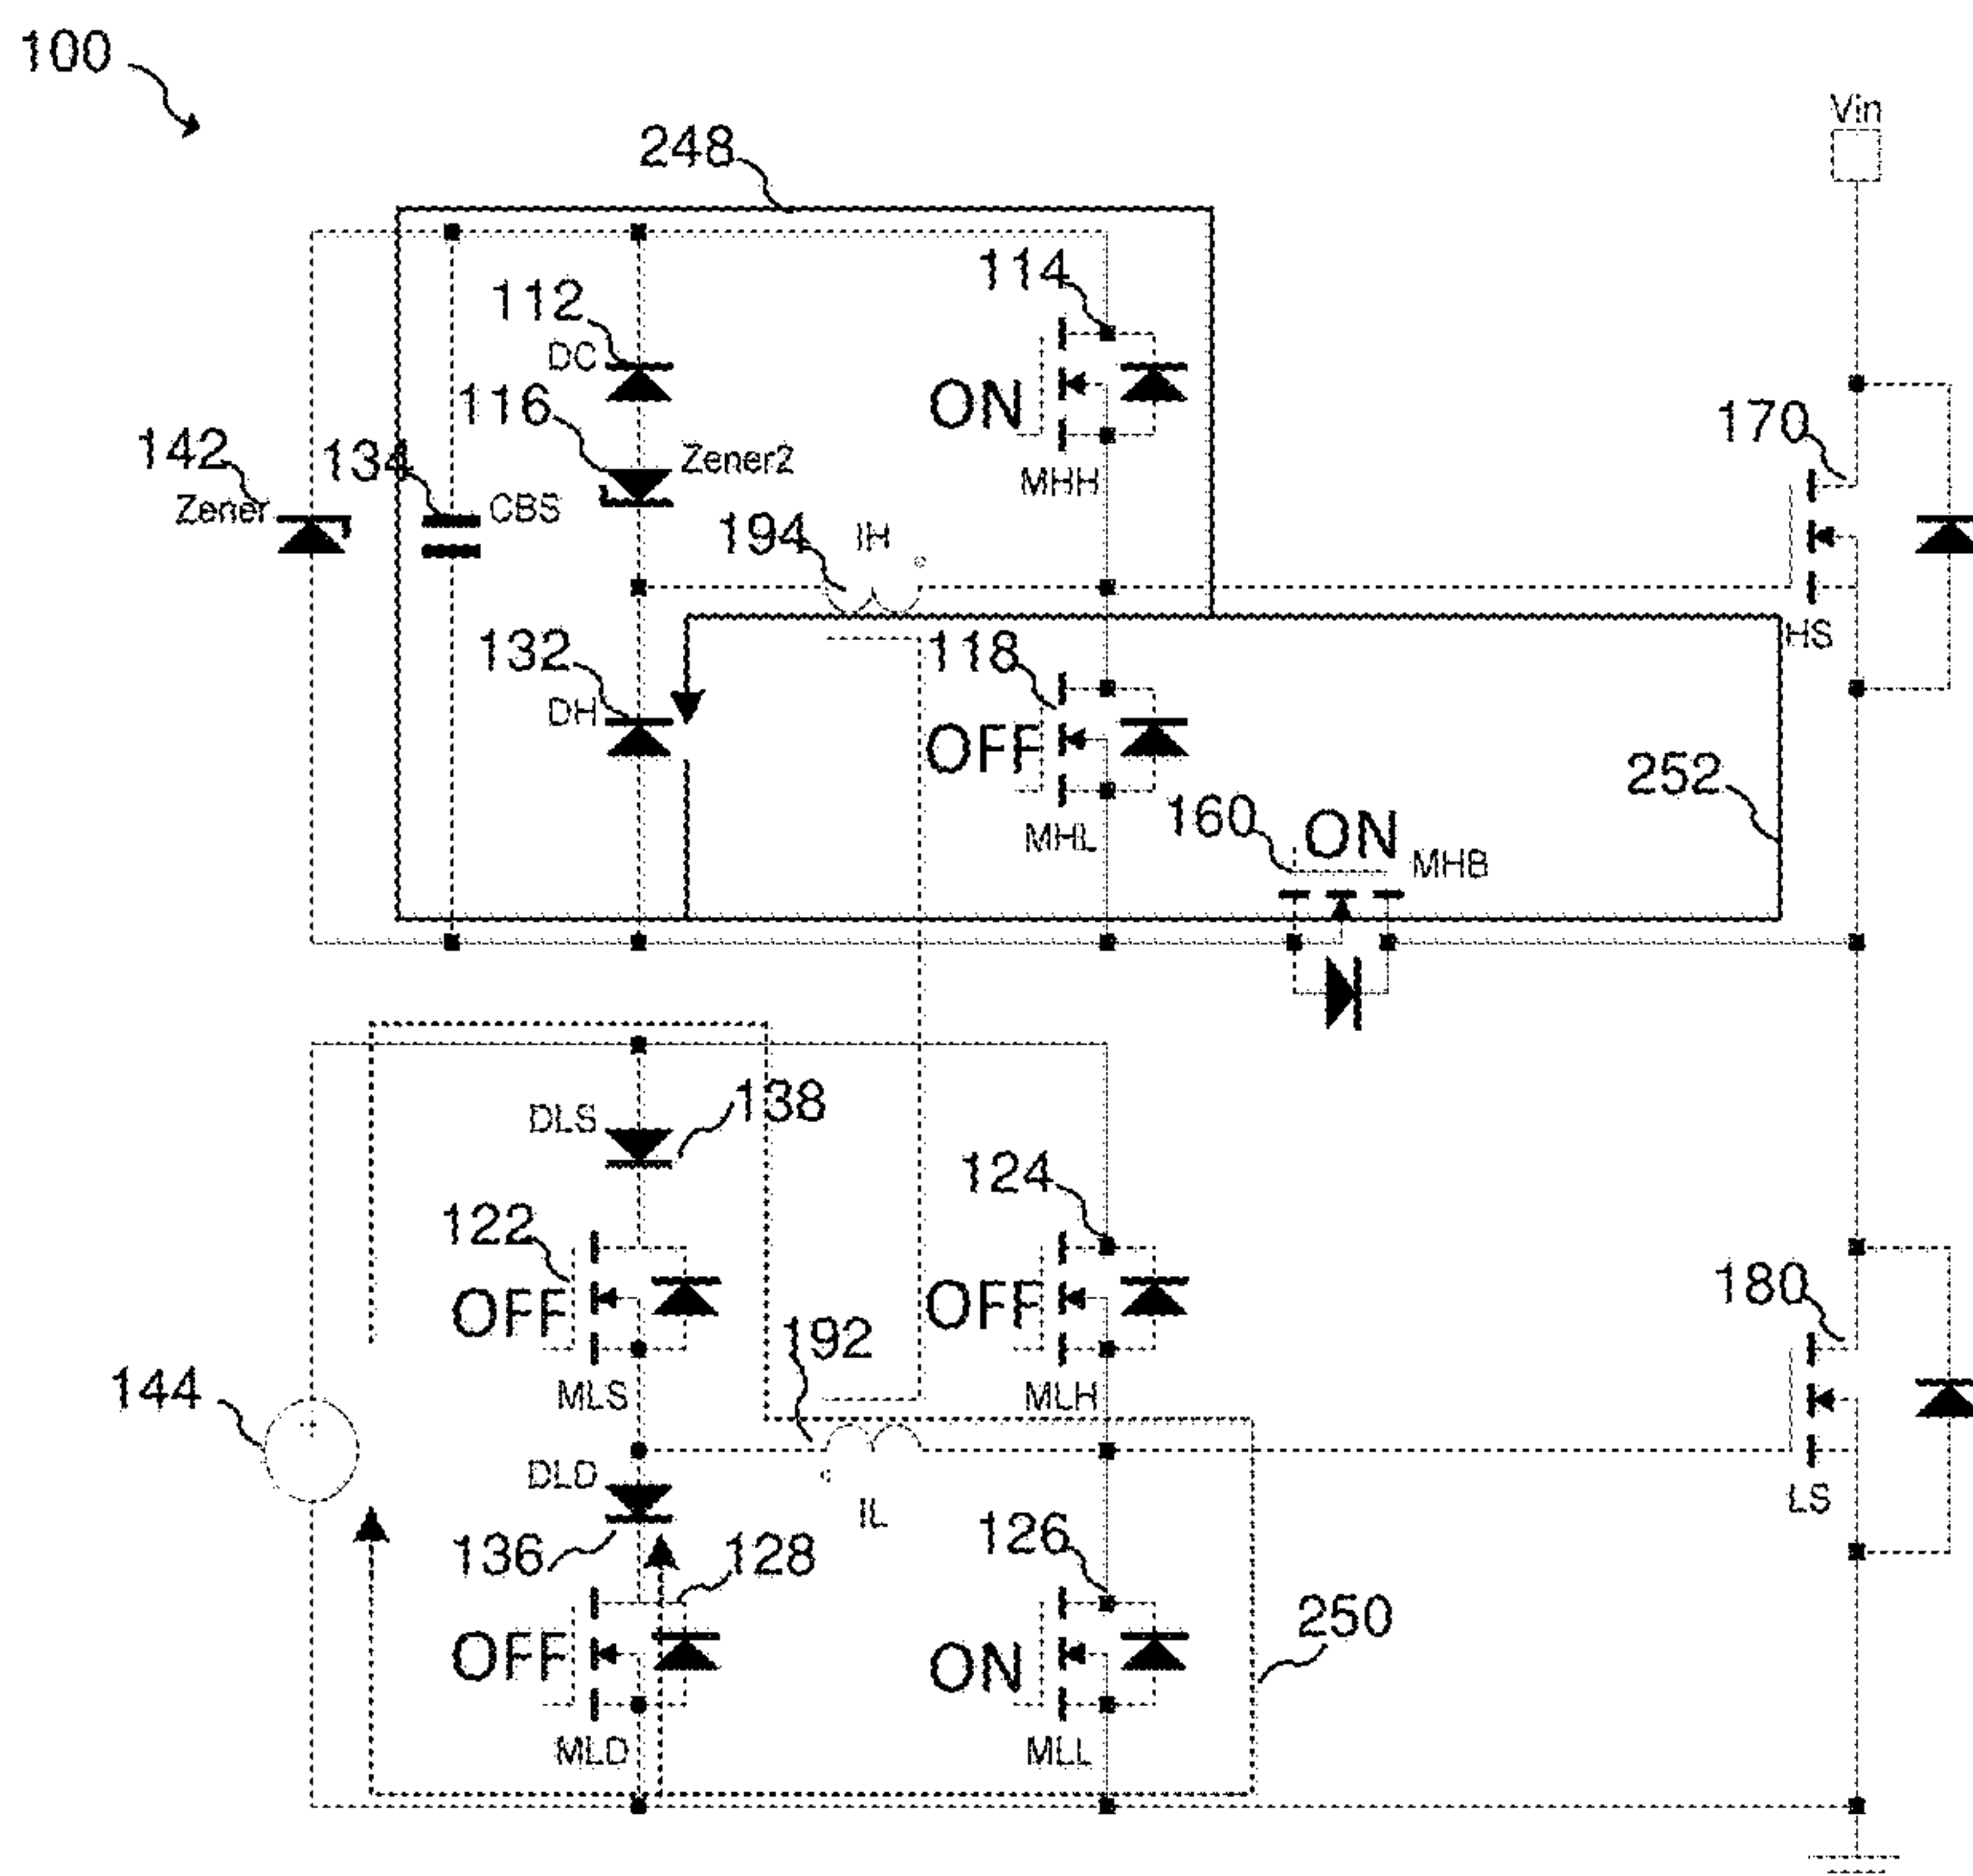 100
Vin
248
114
112
DC
116
Zener2
ON
170
142
134
Zener
CBS
MHH
194
IH
HS
132
118
DH
OFF
252
160
ON
MHB
MHL
DLS
138
124
122
180
OFF
OFF
192
144
MLS
MLH
DLD
IL
LS
136
128
126
250
OFF
ON
MLD
MLL